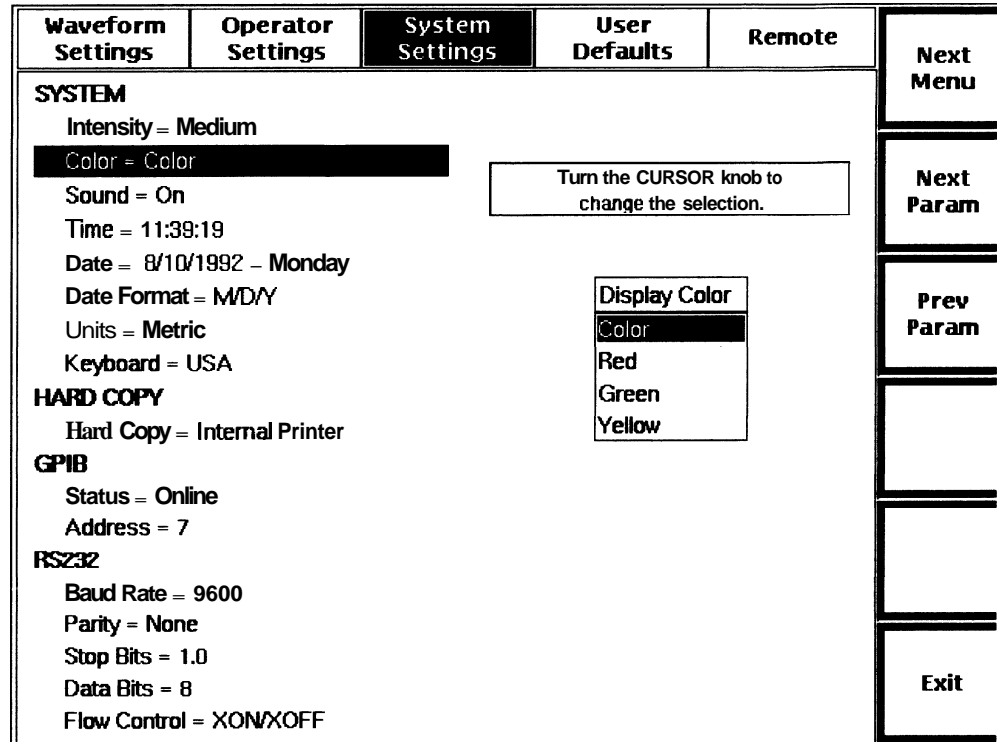 Waveform Settings
Operator Settings
System Settings
User Defaults
Remote
SYSTEM
Intensity = Medium
Color = Color
Sound = On
Time = 11:39:19
Date = 8/10/1992 – Monday
Date Format = M/D/Y
Units = Metric
Keyboard = USA
HARD COPY
Hard Copy = Internal Printer
GPIB
Status = Online
Address = 7
RS232
Baud Rate = 9600
Parity = None
Stop Bits = 1.0
Data Bits = 8
Flow Control = XON/XOFF
Turn the CURSOR knob to
change the selection.
Display Color
Color
Red
Green
Yellow
Next
Menu
Next
Param
Prev
Param
Exit